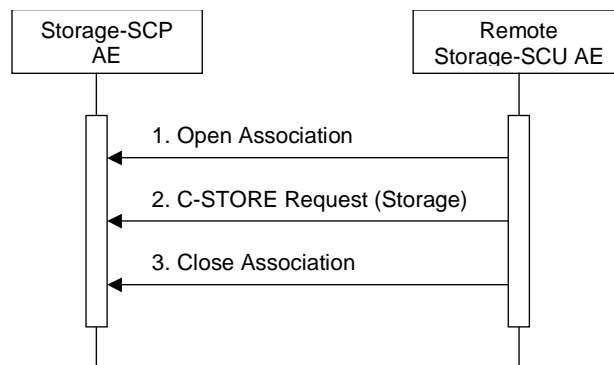 Storage-SCP
AE
Remote
Storage-SCU AE
1. Open Association
2. C-STORE Request (Storage)
3. Close Association